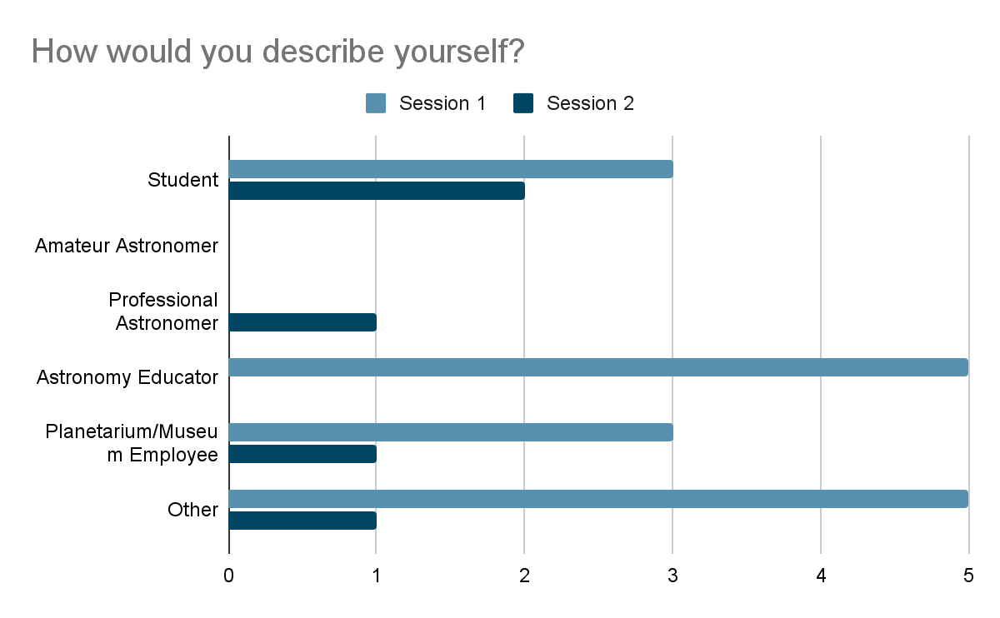 How would you describe yourself?
Session 1 Session 2
Student
Amateur Astronomer
Professional
Astronomer
Astronomy Educator
Planetarium/Museu
m Employee
Other
0 1 2 3 4 5